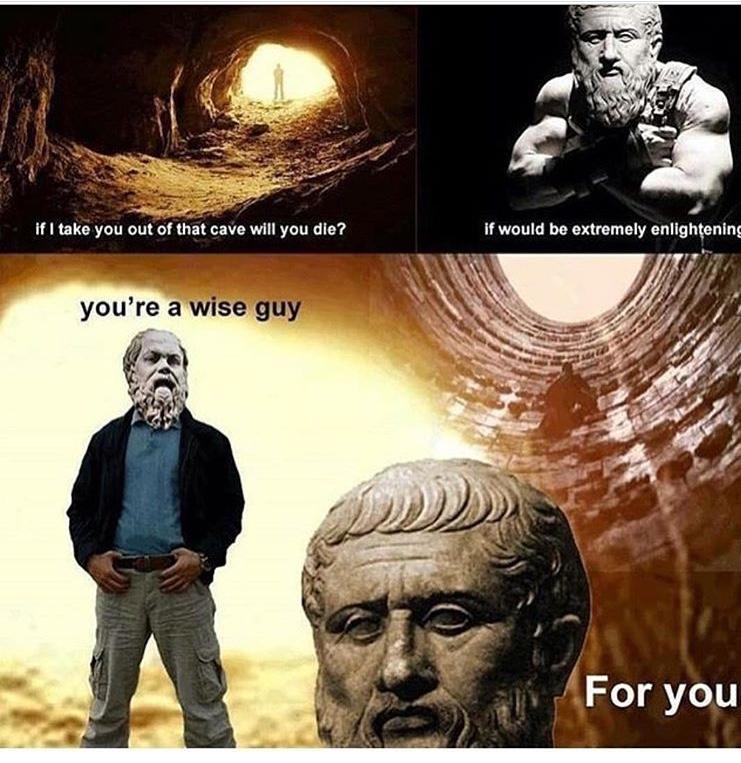 if I take you out of that cave will you die?
if would be extremely enlightening
you're a wise guy
For you